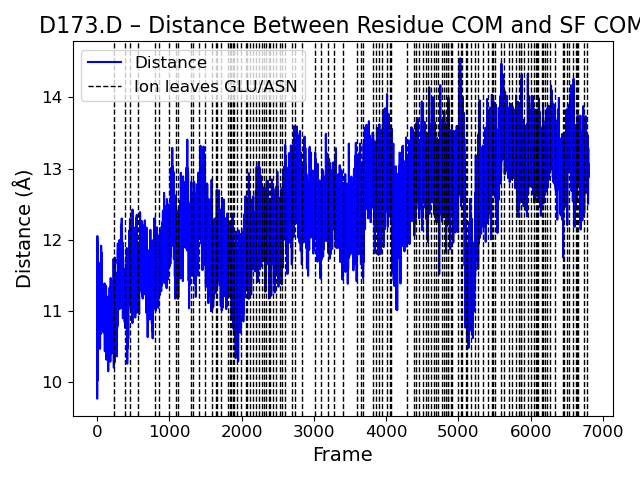 D173.D – Distance Between Residue COM and SF COM
Distance
Ion leaves GLU/ASN
14
13
12
11
10
Distance (Å)
0 1000 2000 3000 4000 5000 6000 7000
Frame